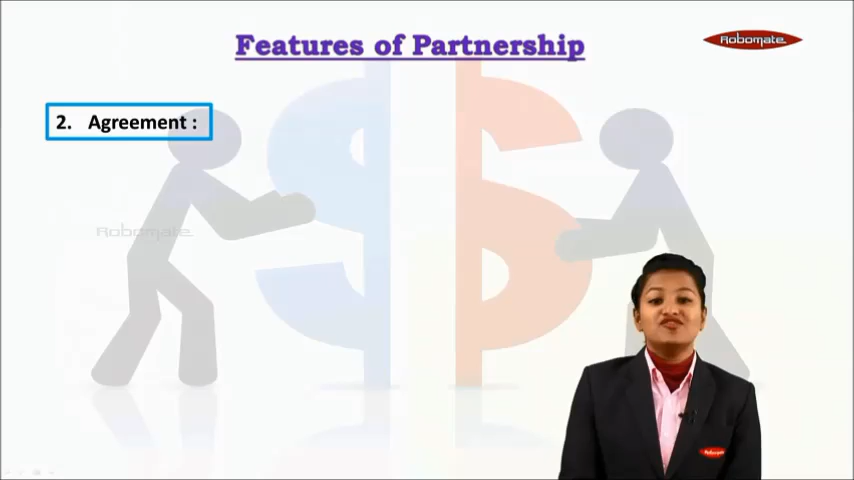 Features of Partnership
Robomate
2. Agreement :
Robomate
Robomate